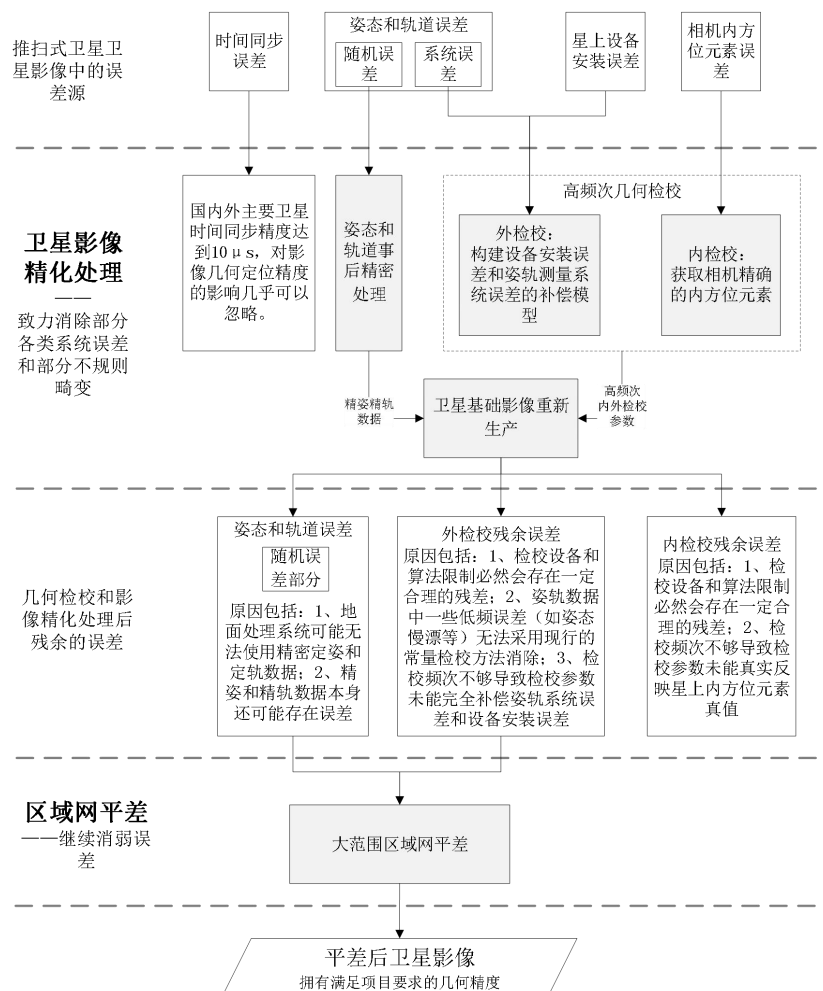 推扫式卫星卫
星影像中的误
差源
时间同步
误差
姿态和轨道误差
随机误
差
系统误
差
星上设备
安装误差
相机内方
位元素误
差
卫星影像
精化处理
——
致力消除部分
各类系统误差
和部分不规则
畸变
国内外主要卫星
时间同步精度达
到10μs，对影
像几何定位精度
的影响几乎可以
忽略。
姿态和
轨道事
后精密
处理
高频次几何检校
外检校：
构建设备安装误
差和姿轨测量系
统误差的补偿模
型
内检校：
获取相机精确
的内方位元素
精姿精轨
数据
卫星基础影像重新
生产
高频次
内外检校
参数
几何检校和影
像精化处理后
残余的误差
姿态和轨道误差
随机误
差部分
原因包括：1、地
面处理系统可能无
法使用精密定姿和
定轨数据；2、精
姿和精轨数据本身
还可能存在误差
外检校残余误差
原因包括：1、检校设备和
算法限制必然会存在一定
合理的残差；2、姿轨数据
中一些低频误差（如姿态
慢漂等）无法采用现行的
常量检校方法消除；3、检
校频次不够导致检校参数
未能完全补偿姿轨系统误
差和设备安装误差
内检校残余误差
原因包括：1、检
校设备和算法限制
必然会存在一定合
理的残差；2、检
校频次不够导致检
校参数未能真实反
映星上内方位元素
真值
区域网平差
——继续消弱误
差
大范围区域网平差
平差后卫星影像
拥有满足项目要求的几何精度